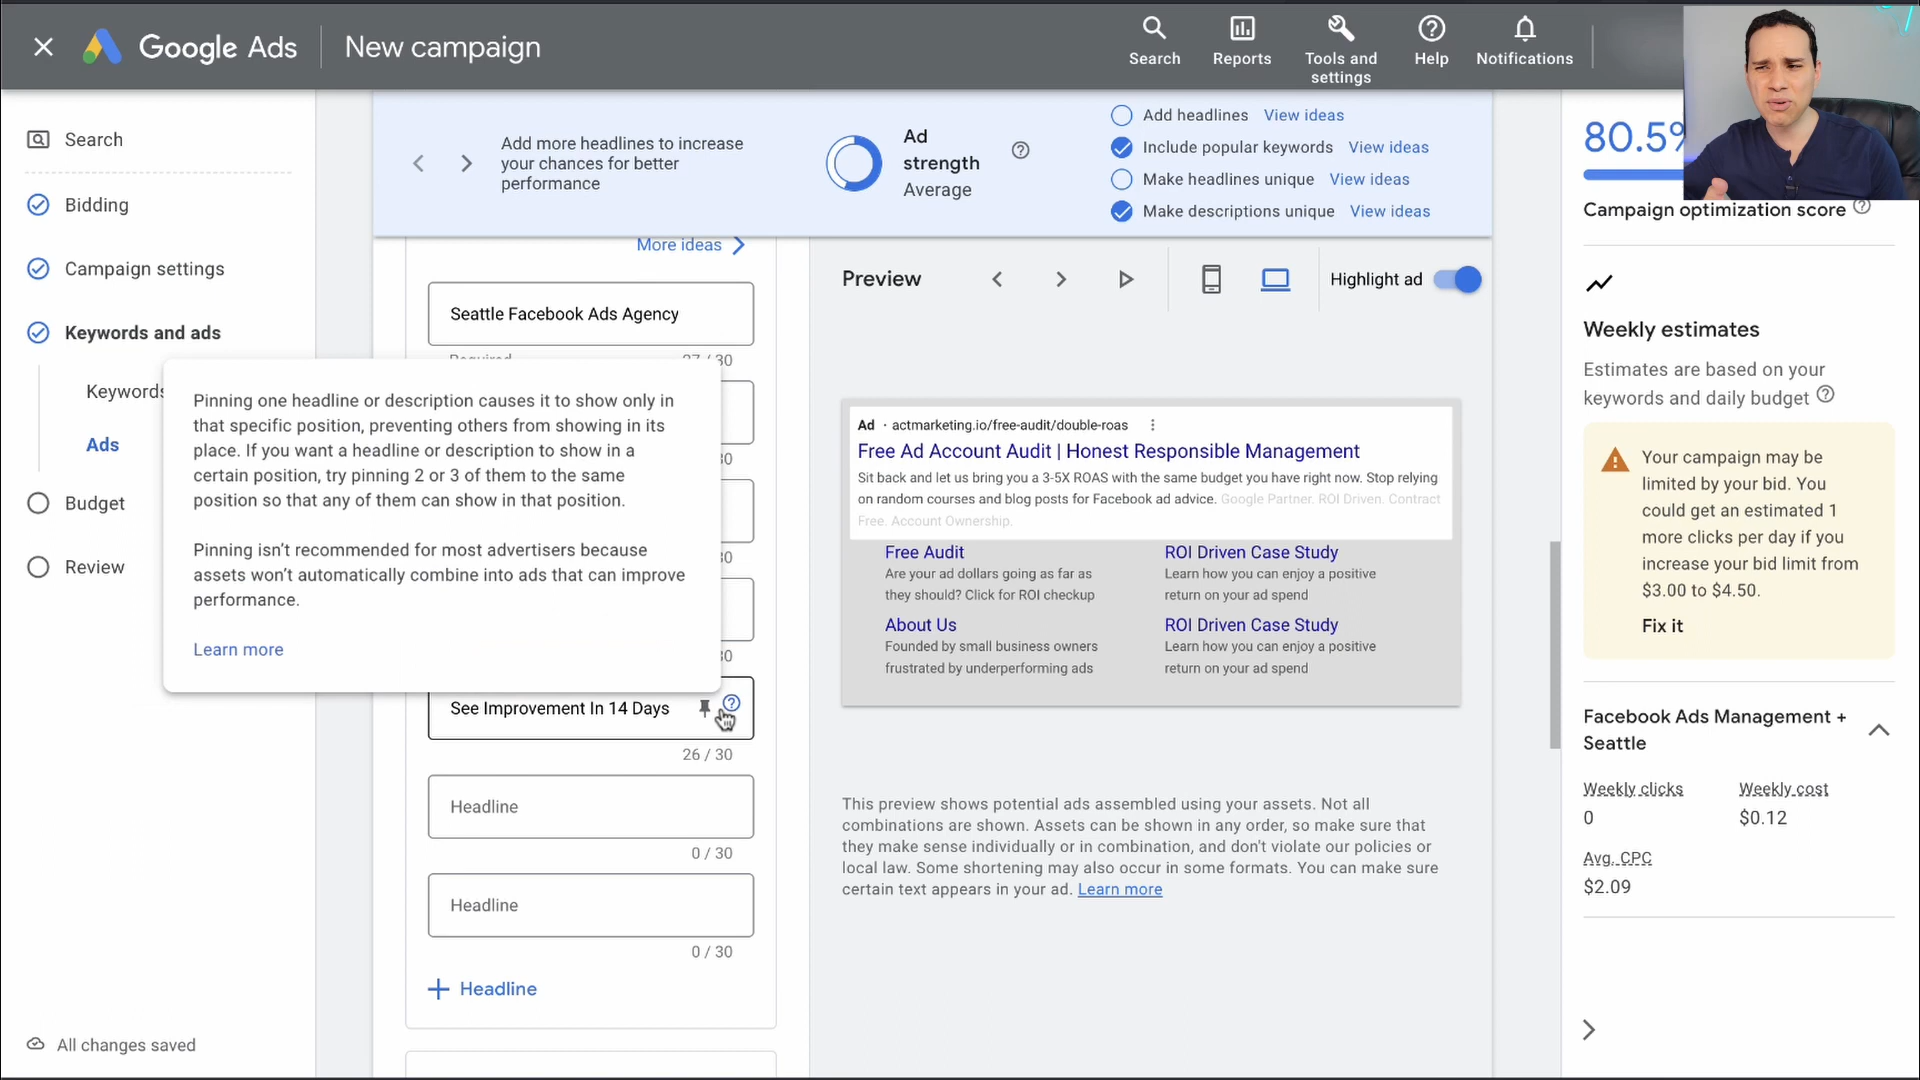 Google Ads
New campaign
Search
Reports
Tools and
settings
Help
Notifications
Search
Bidding
Campaign settings
Keywords and ads
Keywords
Ads
Budget
Review
All changes saved
Add more headlines to increase
your chances for better
performance
Ad
strength
Average
Add headlines View ideas
Include popular keywords View ideas
Make headlines unique View ideas
Make descriptions unique View ideas
More ideas
Seattle Facebook Ads Agency
Required
27 / 30
Pinning one headline or description causes it to show only in
that specific position, preventing others from showing in its
place. If you want a headline or description to show in a
certain position, try pinning 2 or 3 of them to the same
position so that any of them can show in that position.
Pinning isn't recommended for most advertisers because
assets won't automatically combine into ads that can improve
performance.
Learn more
See Improvement In 14 Days
26 / 30
Headline
0 / 30
Headline
0 / 30
Headline
Preview
Highlight ad
Ad · actmarketing.io/free-audit/double-roas
Free Ad Account Audit | Honest Responsible Management
Sit back and let us bring you a 3-5X ROAS with the same budget you have right now. Stop relying
on random courses and blog posts for Facebook ad advice. Google Partner. ROI Driven. Contract
Free. Account Ownership.
Free Audit
Are your ad dollars going as far as
they should? Click for ROI checkup
ROI Driven Case Study
Learn how you can enjoy a positive
return on your ad spend
About Us
Founded by small business owners
frustrated by underperforming ads
ROI Driven Case Study
Learn how you can enjoy a positive
return on your ad spend
This preview shows potential ads assembled using your assets. Not all
combinations are shown. Assets can be shown in any order, so make sure that
they make sense individually or in combination, and don't violate our policies or
local law. Some shortening may also occur in some formats. You can make sure
certain text appears in your ad. Learn more
80.5%
Campaign optimization score
Weekly estimates
Estimates are based on your
keywords and daily budget
Your campaign may be
limited by your bid. You
could get an estimated 1
more clicks per day if you
increase your bid limit from
$3.00 to $4.50.
Fix it
Facebook Ads Management +
Seattle
Weekly clicks
0
Weekly cost
$0.12
Avg. CPC
$2.09